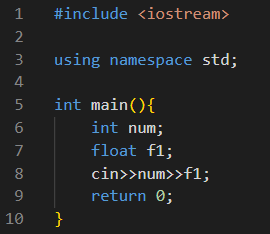 1 #include <iostream>
2
3 using namespace std;
4
5 int main(){
6     int num;
7     float f1;
8     cin>>num>>f1;
9     return 0;
10 }